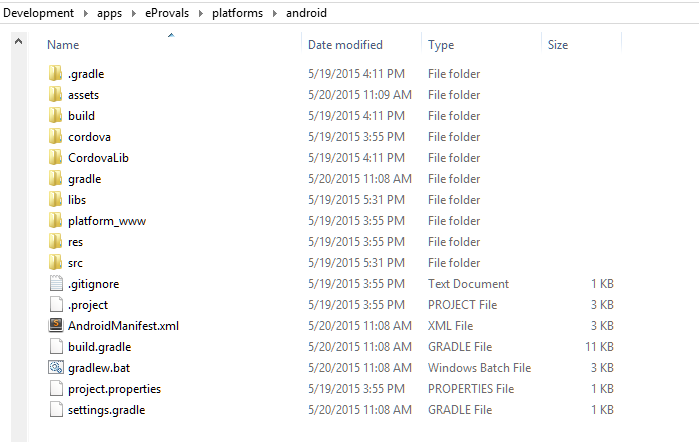 Development › apps › eProvals › platforms › android
Name Date modified Type Size
.gradle 5/19/2015 4:11 PM File folder
assets 5/20/2015 11:09 AM File folder
build 5/19/2015 4:11 PM File folder
cordova 5/19/2015 3:55 PM File folder
CordovaLib 5/19/2015 4:11 PM File folder
gradle 5/20/2015 11:08 AM File folder
libs 5/19/2015 5:31 PM File folder
platform_www 5/19/2015 3:55 PM File folder
res 5/19/2015 3:55 PM File folder
src 5/19/2015 5:31 PM File folder
.gitignore 5/19/2015 3:55 PM Text Document 1 KB
.project 5/19/2015 3:55 PM PROJECT File 3 KB
AndroidManifest.xml 5/20/2015 11:08 AM XML File 3 KB
build.gradle 5/20/2015 11:08 AM GRADLE File 11 KB
gradlew.bat 5/20/2015 11:08 AM Windows Batch File 3 KB
project.properties 5/19/2015 3:55 PM PROPERTIES File 1 KB
settings.gradle 5/20/2015 11:08 AM GRADLE File 1 KB